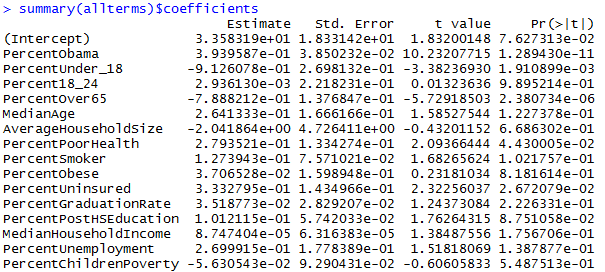 > summary(allterms)$coefficients
Estimate Std. Error t value Pr(>|t|)
(Intercept) 3.358319e+01 1.833142e+01 1.83200148 7.627313e-02
PercentObama 3.939587e-01 3.850232e-02 10.23207715 1.289430e-11
PercentUnder_18 -9.126078e-01 2.698132e-01 -3.38236930 1.910899e-03
Percent18_24 2.936130e-03 2.218231e-01 0.01323636 9.895214e-01
PercentOver65 -7.888212e-01 1.376847e-01 -5.72918503 2.380734e-06
MedianAge 2.641333e-01 1.666166e-01 1.58527544 1.227378e-01
AverageHouseholdSize -2.041864e+00 4.726411e+00 -0.43201152 6.686302e-01
PercentPoorHealth 2.793521e-01 1.334274e-01 2.09366444 4.430005e-02
PercentSmoker 1.273943e-01 7.571021e-02 1.68265624 1.021757e-01
PercentObese 3.706528e-02 1.598948e-01 0.23181034 8.181614e-01
PercentUninsured 3.332795e-01 1.434966e-01 2.32256037 2.672079e-02
PercentGraduationRate 3.518773e-02 2.829207e-02 1.24373084 2.226331e-01
PercentPostHSEducation 1.012115e-01 5.742033e-02 1.76264315 8.751058e-02
MedianHouseholdIncome 8.747404e-05 6.316383e-05 1.38487556 1.756706e-01
PercentUnemployment 2.699915e-01 1.778389e-01 1.51818069 1.387877e-01
PercentChildrenPoverty -5.630543e-02 9.290431e-02 -0.60605833 5.487513e-01